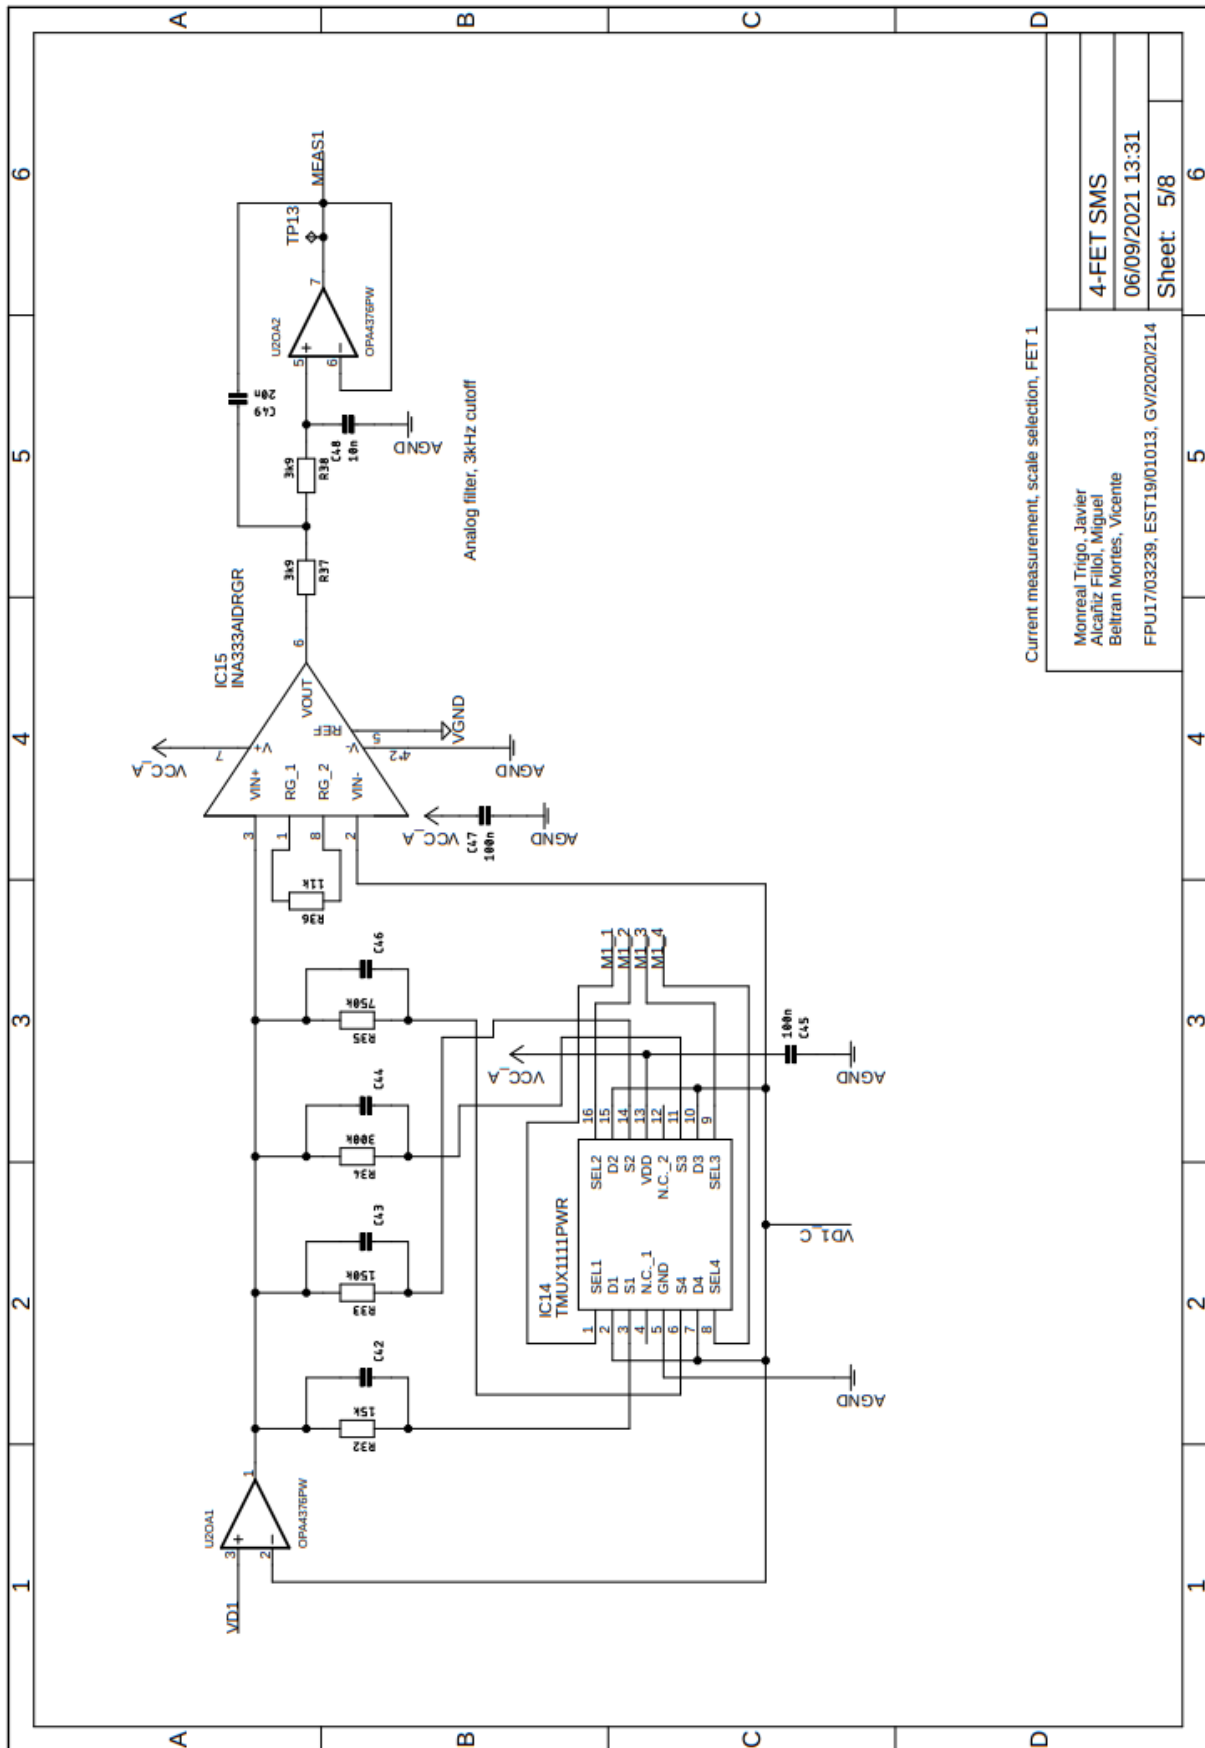 1 2 3 4 5 6
A
B
C
D
VD1
U2OA1
3
2
1
OPA4376PW
R32
15k
C42
R33
150k
C43
R34
300k
C44
R35
750k
C46
R36
11k
IC15
INA333AIDRGR
VCC_A
7
V+
3
VIN+
1
RG_1
8
RG_2
2
VIN-
VOUT
6
REF
5
V-
4*2
VGND
AGND
VCC_A
C47
100n
AGND
3k9
R37
3k9
R38
C49
20n
C48
10n
AGND
U2OA2
5
6
7
OPA4376PW
TP13
MEAS1
Analog filter, 3kHz cutoff
IC14
TMUX1111PWR
1 SEL1
2 D1
3 S1
4 N.C._1
5 GND
6 S4
7 D4
8 SEL4
SEL2 16
D2 15
S2 14
VDD 13
N.C._2 12
S3 11
D3 10
SEL3 9
M1_1
M1_2
M1_3
M1_4
VCC_A
100n
C45
AGND
AGND
VD1_C
Current measurement, scale selection, FET 1
Monreal Trigo, Javier
Alcañiz Fillol, Miguel
Beltran Mortes, Vicente
FPU17/03239, EST19/01013, GV/2020/214
4-FET SMS
06/09/2021 13:31
Sheet: 5/8
A
B
C
D
1 2 3 4 5 6